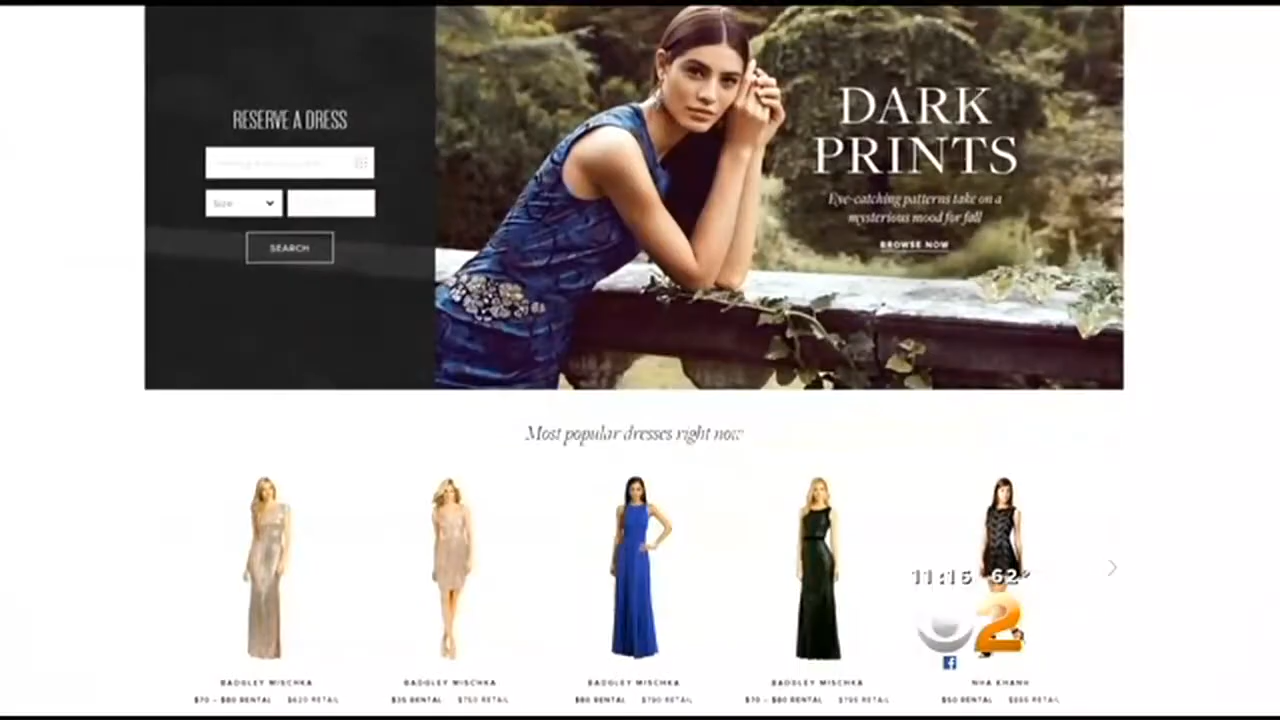 RESERVE A DRESS
Size
SEARCH
DARK
PRINTS
Eye-catching patterns take on a
mysterious mood for fall
BROWSE NOW
Most popular dresses right now
11:15 62°
2
BADGLEY MISCHKA
$70 - $80 RENTAL $620 RETAIL
BADGLEY MISCHKA
$35 RENTAL $750 RETAIL
BADGLEY MISCHKA
$80 RENTAL $790 RETAIL
BADGLEY MISCHKA
$70 - $80 RENTAL $795 RETAIL
NHA KHANH
$50 RENTAL RETAIL